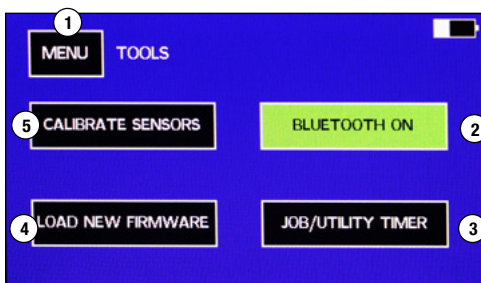 1
MENU TOOLS
5 CALIBRATE SENSORS BLUETOOTH ON 2
4 LOAD NEW FIRMWARE JOB/UTILITY TIMER 3